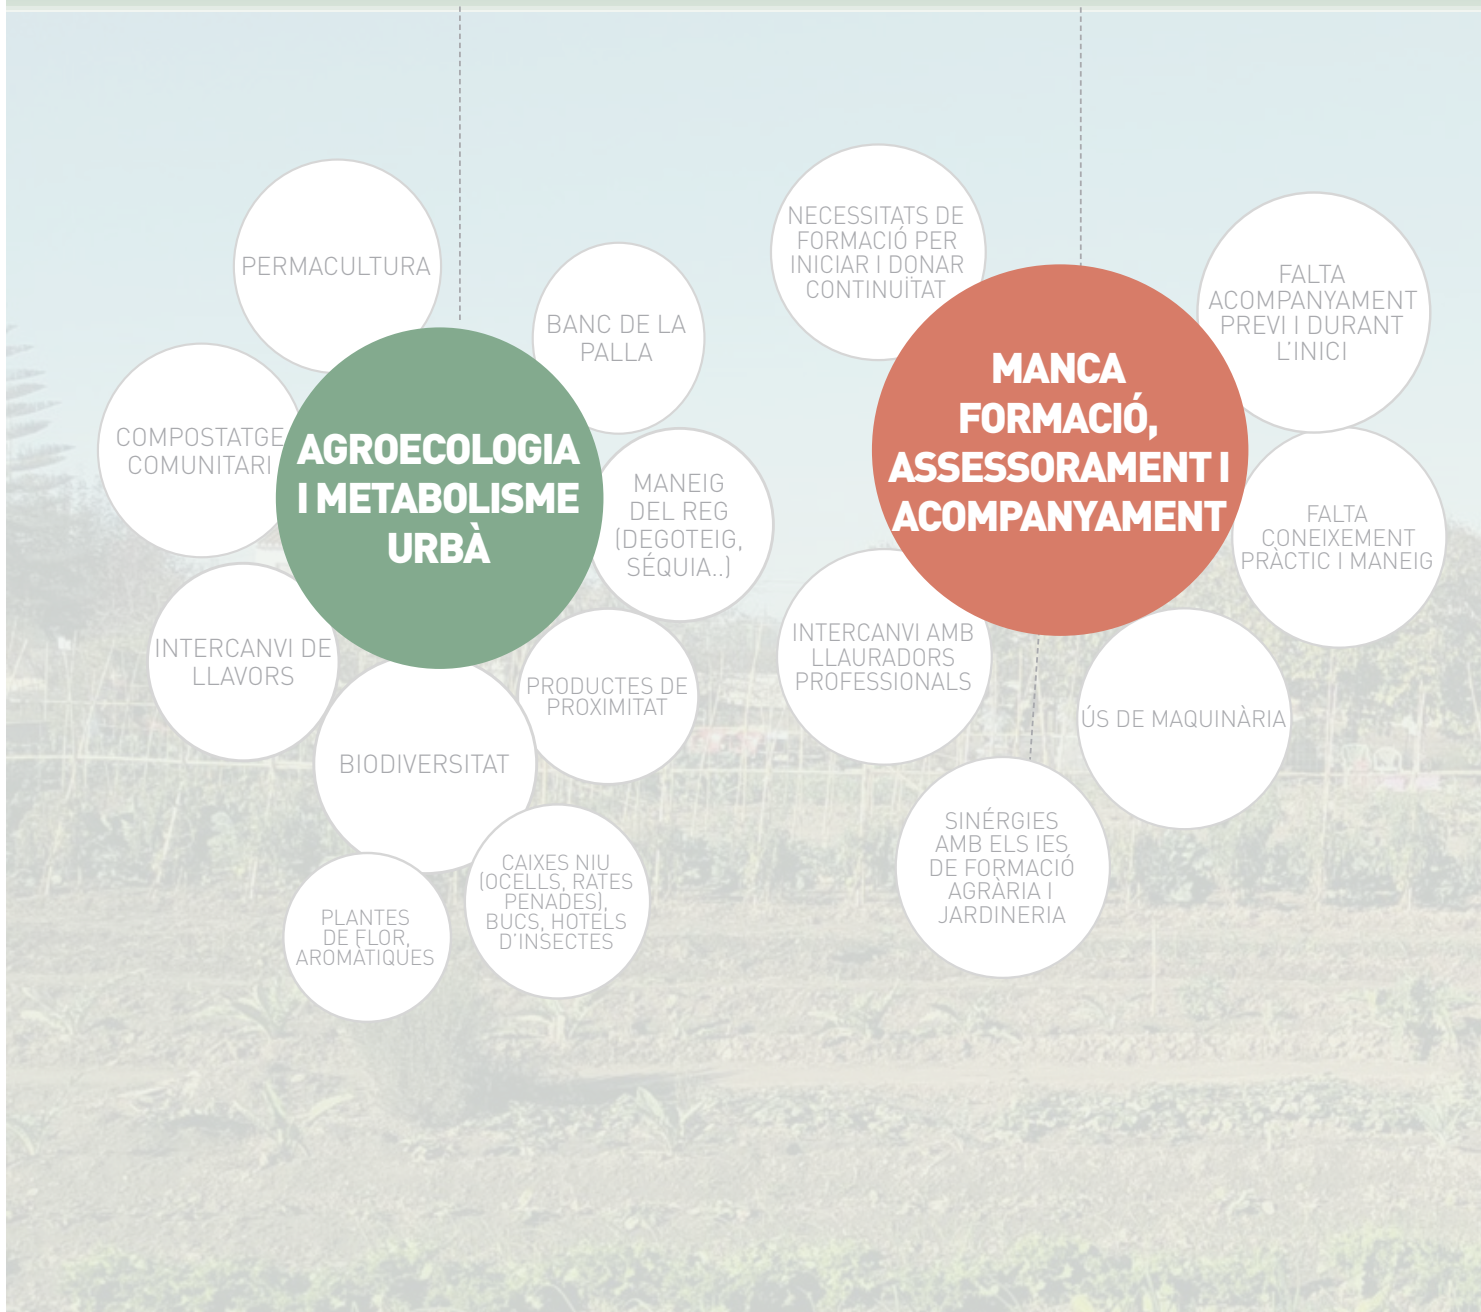 PERMACULTURA
BANC DE LA
PALLA
COMPOSTATGE
COMUNITARI
AGROECOLOGIA
I METABOLISME
URBÀ
MANEIG
DEL REG
(DEGOTEIG,
SÉQUIA..)
INTERCANVI DE
LLAVORS
PRODUCTES DE
PROXIMITAT
BIODIVERSITAT
CAIXES NIU
(OCELLS, RATES
PENADES),
BUCS, HOTELS
D'INSECTES
PLANTES
DE FLOR,
AROMÀTIQUES
NECESSITATS DE
FORMACIÓ PER
INICIAR I DONAR
CONTINUÏTAT
FALTA
ACOMPANYAMENT
PREVI I DURANT
L'INICI
MANCA
FORMACIÓ,
ASSESSORAMENT I
ACOMPANYAMENT
FALTA
CONEIXEMENT
PRÀCTIC I MANEIG
INTERCANVI AMB
LLAURADORS
PROFESSIONALS
ÚS DE MAQUINÀRIA
SINÉRGIES
AMB ELS IES
DE FORMACIÓ
AGRÀRIA I
JARDINERIA